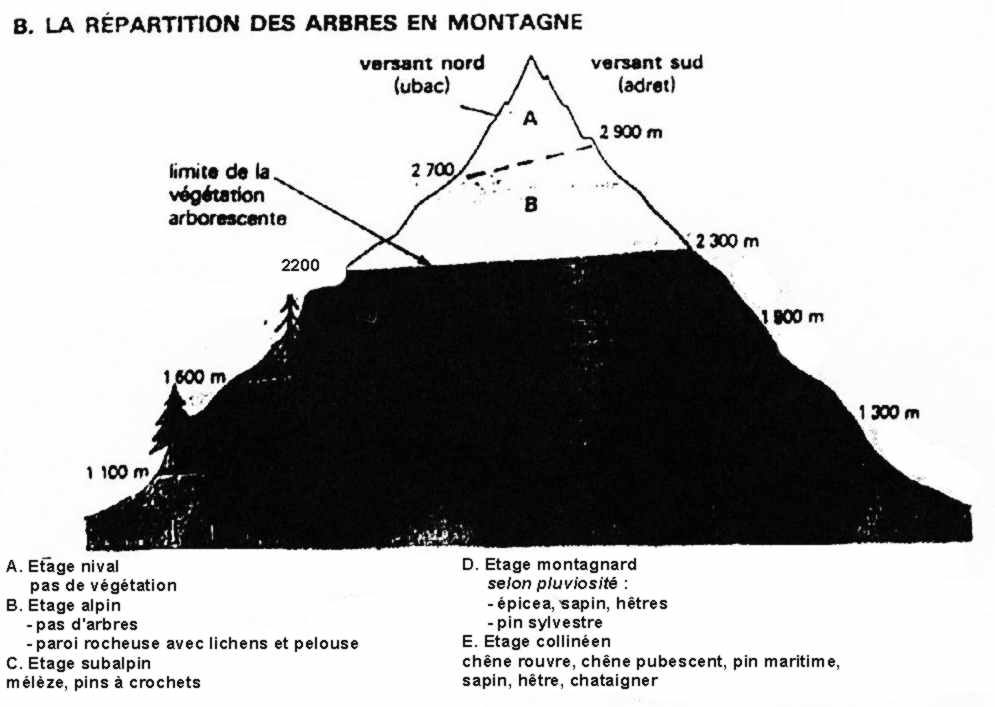 B. LA RÉPARTITION DES ARBRES EN MONTAGNE
versant nord
(ubac)
versant sud
(adret)
A
2 900 m
2 700
limite de la
végétation
arborescente
B
2 300 m
2200
1 800 m
1 600 m
1 300 m
1 100 m
A. Etage nival
pas de végétation
B. Etage alpin
- pas d'arbres
- paroi rocheuse avec lichens et pelouse
C. Etage subalpin
mélèze, pins à crochets
D. Etage montagnard
selon pluviosité :
- épicea, sapin, hêtres
- pin sylvestre
E. Etage collinéen
chêne rouvre, chêne pubescent, pin maritime,
sapin, hêtre, chataigner